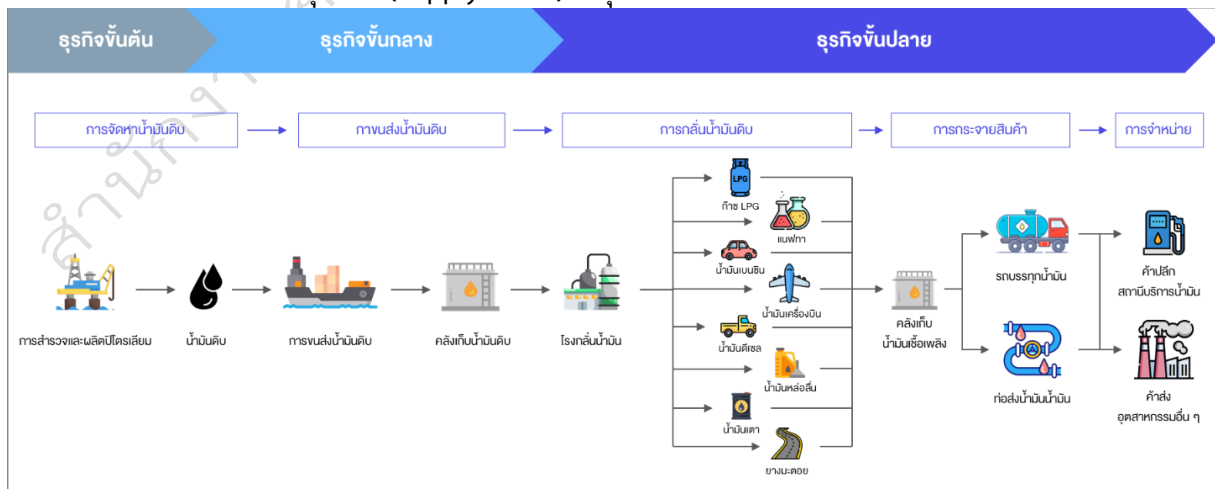 ธุรกิจขั้นต้น
ธุรกิจขั้นกลาง
ธุรกิจขั้นปลาย
การจัดหาน้ำมันดิบ
กาขนส่งน้ำมันดิบ
การกลั่นน้ำมันดิบ
การกระจายสินค้า
การจำหน่าย
LPG
ก๊าซ LPG
แนฟทา
น้ำมันเบนซิน
น้ำมันเครื่องบิน
น้ำมันดีเซล
น้ำมันหล่อลื่น
น้ำมันเตา
ยางมะตอย
การสำรวจและผลิตปิโตรเลียม
น้ำมันดิบ
การขนส่งน้ำมันดิบ
คลังเก็บน้ำมันดิบ
โรงกลั่นน้ำมัน
คลังเก็บ
น้ำมันเชื้อเพลิง
รถบรรทุกน้ำมัน
ท่อส่งน้ำมันน้ำมัน
ค้าปลีก
สถานีบริการน้ำมัน
ค้าส่ง
อุตสาหกรรมอื่น ๆ